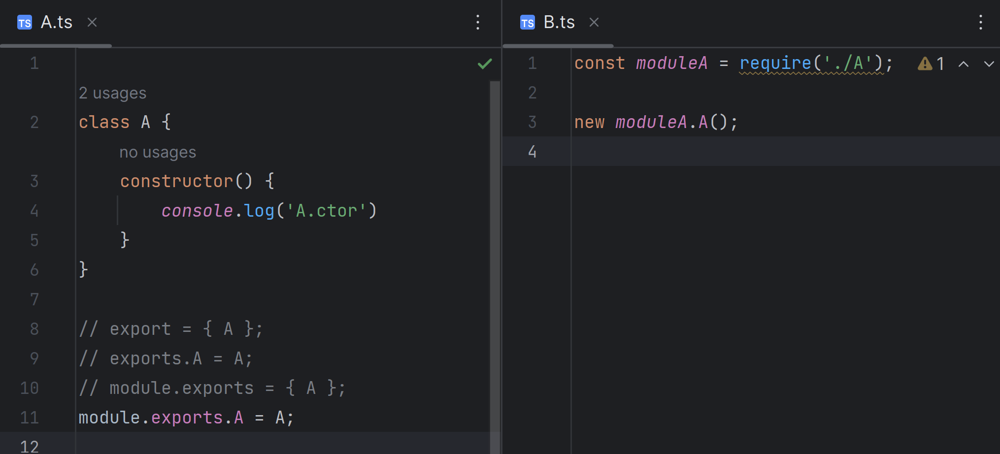 TS A.ts
1
2 usages
2 class A {
no usages
3 constructor() {
4 console.log('A.ctor')
5 }
6 }
7
8 // export = { A };
9 // exports.A = A;
10 // module.exports = { A };
11 module.exports.A = A;
12
TS B.ts
1 const moduleA = require('./A'); 1
2
3 new moduleA.A();
4